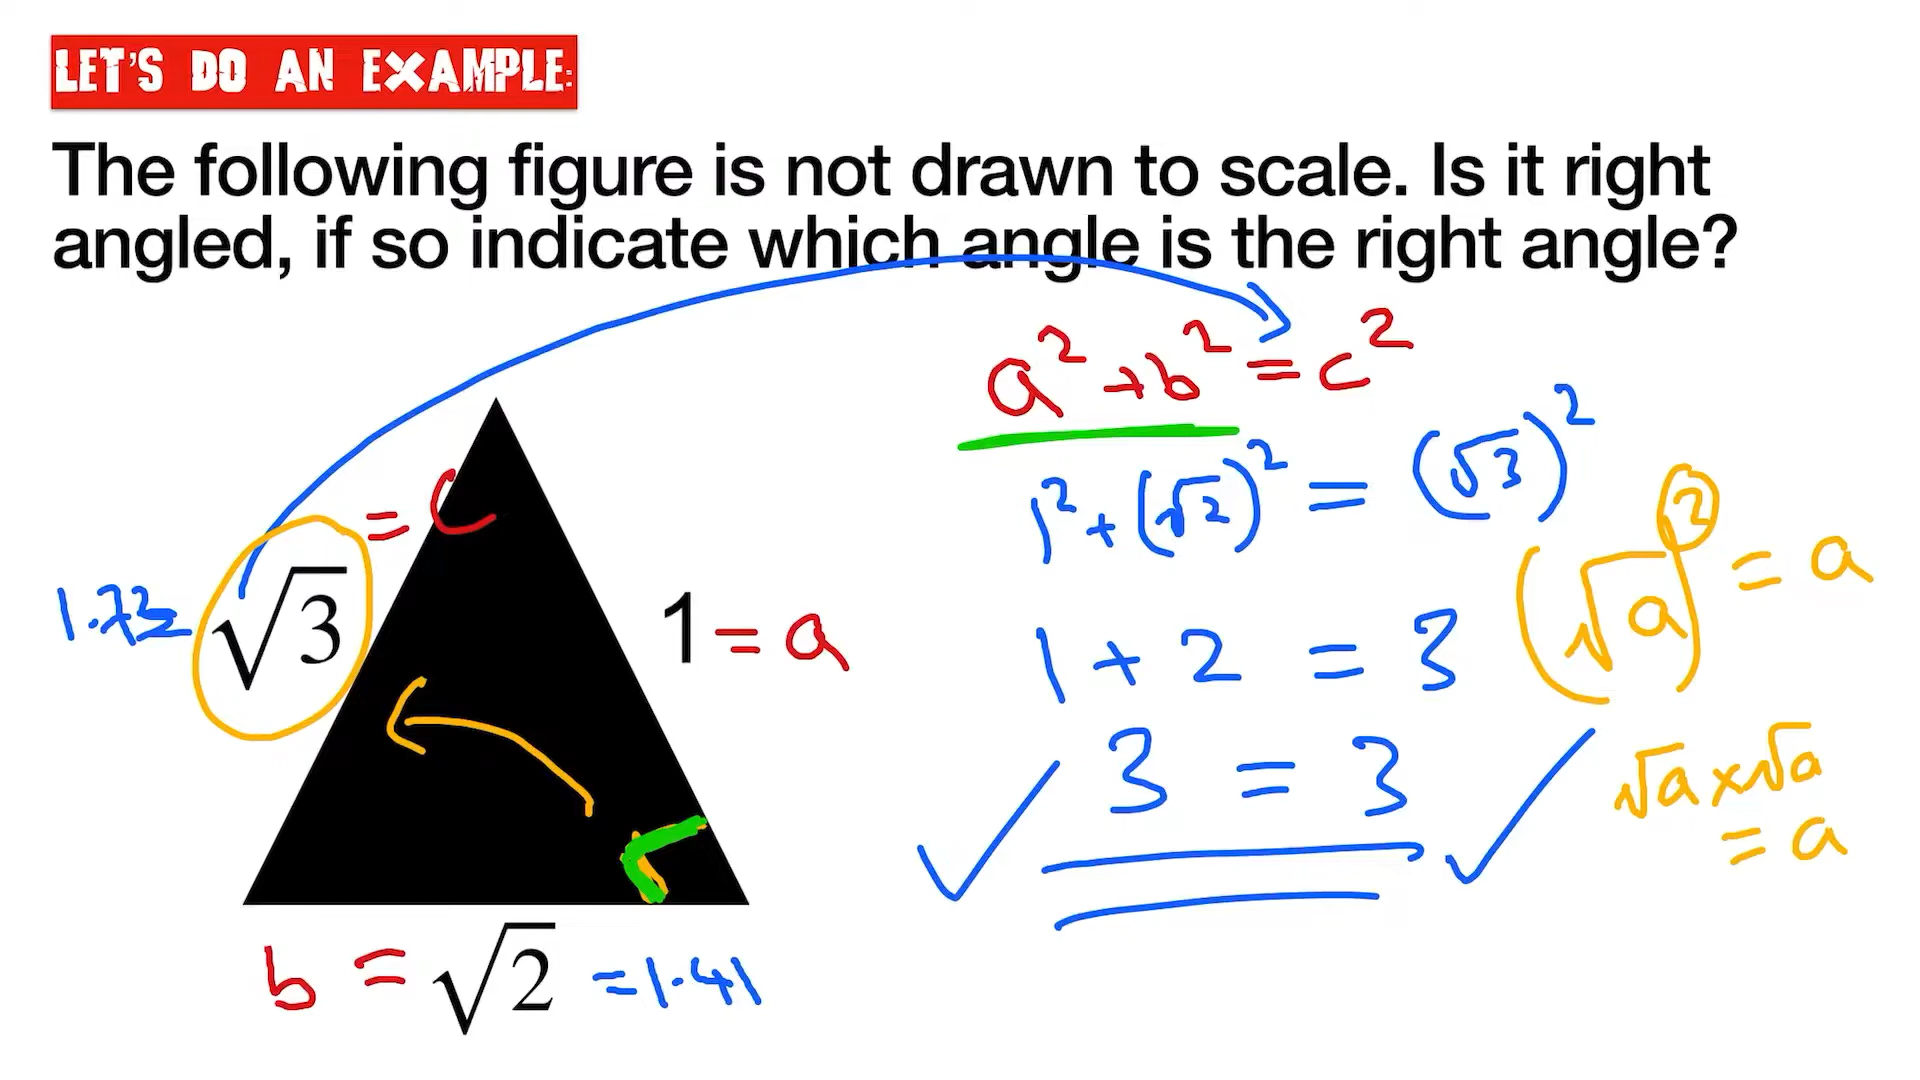 LET'S DO AN EXAMPLE:
The following figure is not drawn to scale. Is it right
angled, if so indicate which angle is the right angle?
a² + b² = c²
1² + (√2)² = (√3)²
(√a)² = a
1 + 2 = 3
3 = 3
√a × √a
= a
= c
1.73 √3
1 = a
b = √2 = 1.41